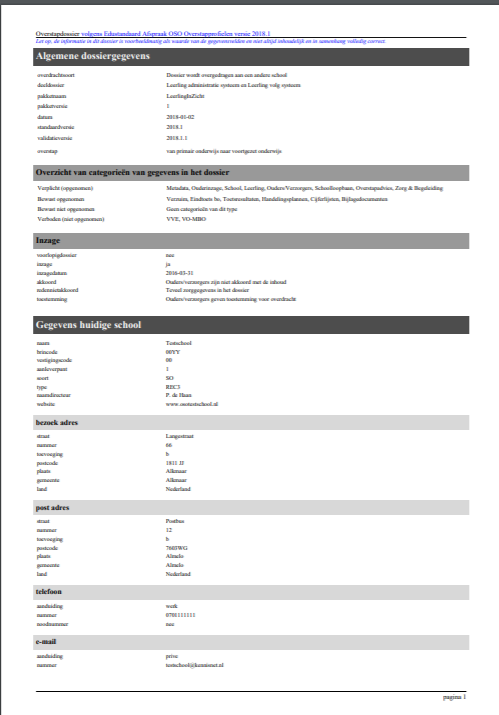 Overstapdossier volgens Edustandaard Afspraak OSO Overstapprofielen versie 2018.1
Let op, de informatie in dit dossier is voorbeeldmatig als waarde van de gegevensvelden en niet altijd inhoudelijk en in samenhang volledig correct.
Algemene dossiergegevens
overdrachtsoort Dossier wordt overgedragen aan een andere school
deeldossier Leerling administratie systeem en Leerling volg systeem
pakketnaam LeerlingInZicht
pakketversie 1
datum 2018-01-02
standaardversie 2018.1
validatieversie 2018.1.1
overstap van primair onderwijs naar voortgezet onderwijs
Overzicht van categorieën van gegevens in het dossier
Verplicht (opgenomen) Metadata, Ouderinzage, School, Leerling, Ouders/Verzorgers, Schoolloopbaan, Overstapadvies, Zorg & Begeleiding
Bewust opgenomen Verzuim, Eindtoets bo, Toetsresultaten, Handelingsplannen, Cijferlijsten, Bijlagedocumenten
Bewust niet opgenomen Geen categorieën van dit type
Verboden (niet opgenomen) VVE, VO-MBO
Inzage
voorlopigdossier nee
inzage ja
inzagedatum 2016-03-31
akkoord Ouders/verzorgers zijn niet akkoord met de inhoud
redennietakkoord Teveel zorggegevens in het dossier
toestemming Ouders/verzorgers geven toestemming voor overdracht
Gegevens huidige school
naam Testschool
brincode 00YY
vestigingscode 00
aanleverpunt 1
soort SO
type REC3
naamdirecteur P. de Haan
website www.osotestschool.nl
bezoek adres
straat Langestraat
nummer 66
toevoeging b
postcode 1811 JJ
plaats Alkmaar
gemeente Alkmaar
land Nederland
post adres
straat Postbus
nummer 12
toevoeging b
postcode 7603WG
plaats Almelo
gemeente Almelo
land Nederland
telefoon
aanduiding werk
nummer 0701111111
noodnummer nee
e-mail
aanduiding prive
nummer testschool@kennisnet.nl
pagina 1